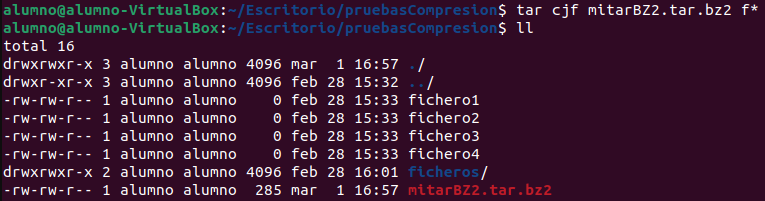 alumno@alumno-VirtualBox:~/Escritorio/pruebasCompresion$ tar cjf mitarBZ2.tar.bz2 f*
alumno@alumno-VirtualBox:~/Escritorio/pruebasCompresion$ ll
total 16
drwxrwxr-x 3 alumno alumno 4096 mar  1 16:57 ./
drwxr-xr-x 3 alumno alumno 4096 feb 28 15:32 ../
-rw-rw-r-- 1 alumno alumno    0 feb 28 15:33 fichero1
-rw-rw-r-- 1 alumno alumno    0 feb 28 15:33 fichero2
-rw-rw-r-- 1 alumno alumno    0 feb 28 15:33 fichero3
-rw-rw-r-- 1 alumno alumno    0 feb 28 15:33 fichero4
drwxrwxr-x 2 alumno alumno 4096 feb 28 16:01 ficheros/
-rw-rw-r-- 1 alumno alumno  285 mar  1 16:57 mitarBZ2.tar.bz2